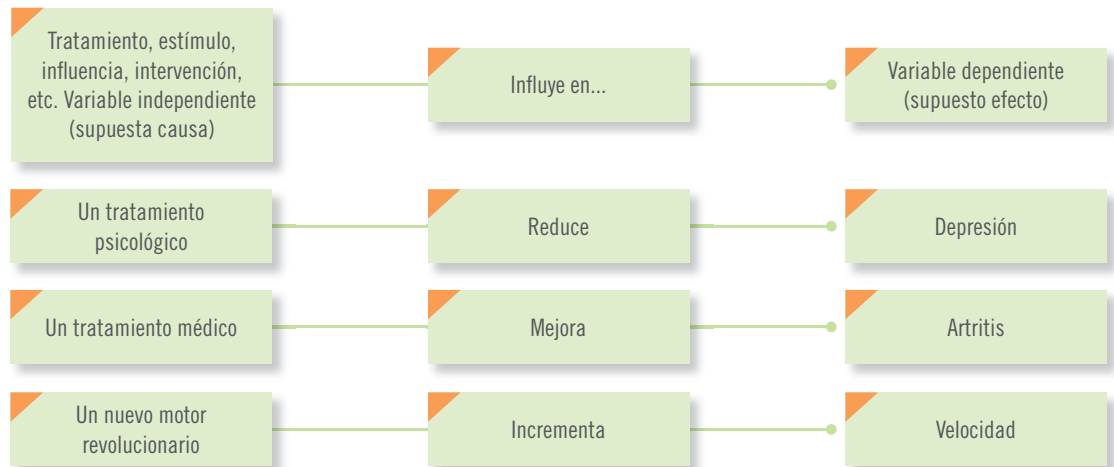 Tratamiento, estímulo,
influencia, intervención,
etc. Variable independiente
(supuesta causa)
Influye en...
Variable dependiente
(supuesto efecto)
Un tratamiento
psicológico
Reduce
Depresión
Un tratamiento médico
Mejora
Artritis
Un nuevo motor
revolucionario
Incrementa
Velocidad